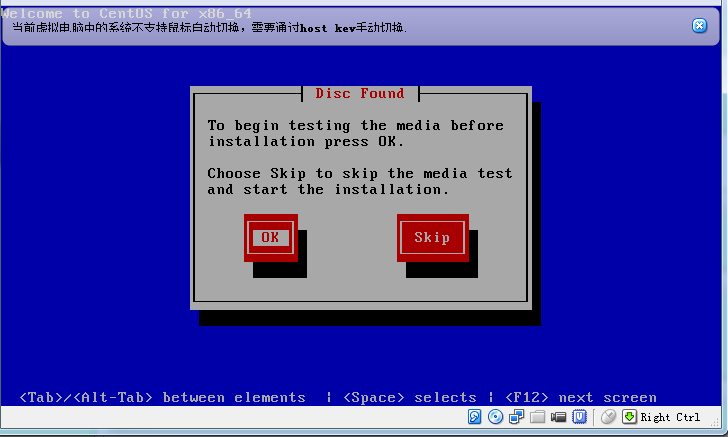 Welcome to CentOS for x86_64
当前虚拟电脑中的系统不支持鼠标自动切换，需要通过host key手动切换.
Disc Found
To begin testing the media before
installation press OK.
Choose Skip to skip the media test
and start the installation.
OK
Skip
<Tab>/<Alt-Tab> between elements | <Space> selects | <F12> next screen
Right Ctrl